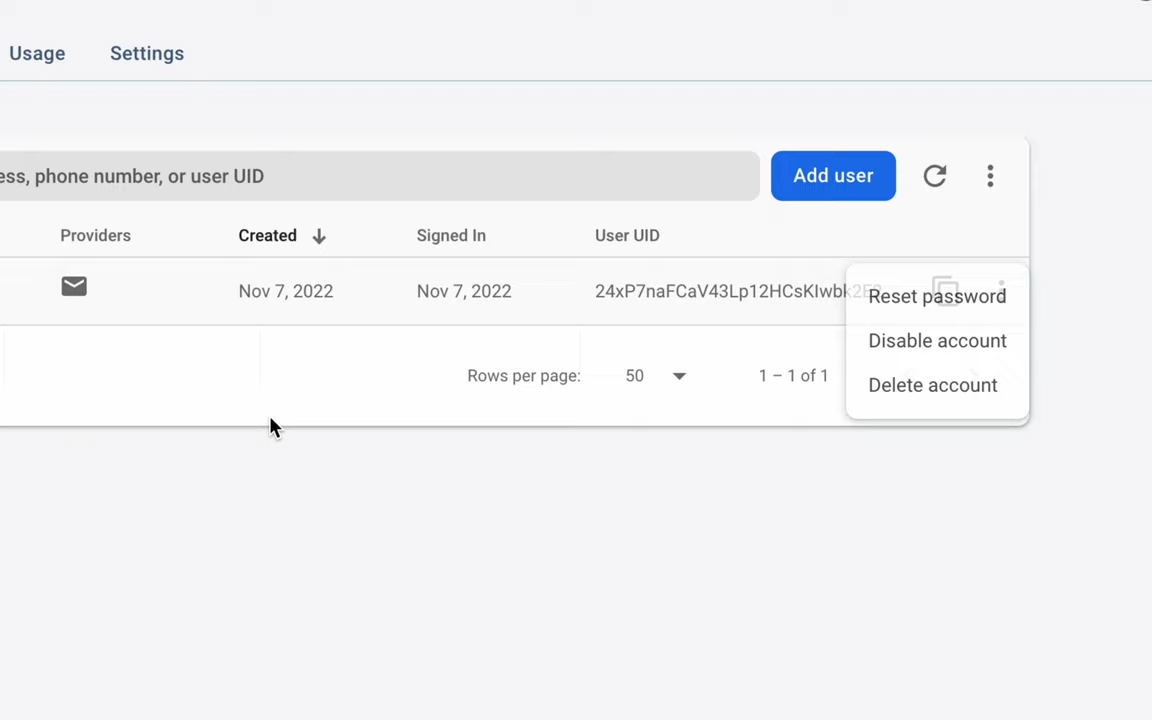 Usage Settings
ess, phone number, or user UID Add user
Providers Created Signed In User UID
Nov 7, 2022 Nov 7, 2022
Reset password
Disable account
Rows per page: 50 1 – 1 of 1
Delete account